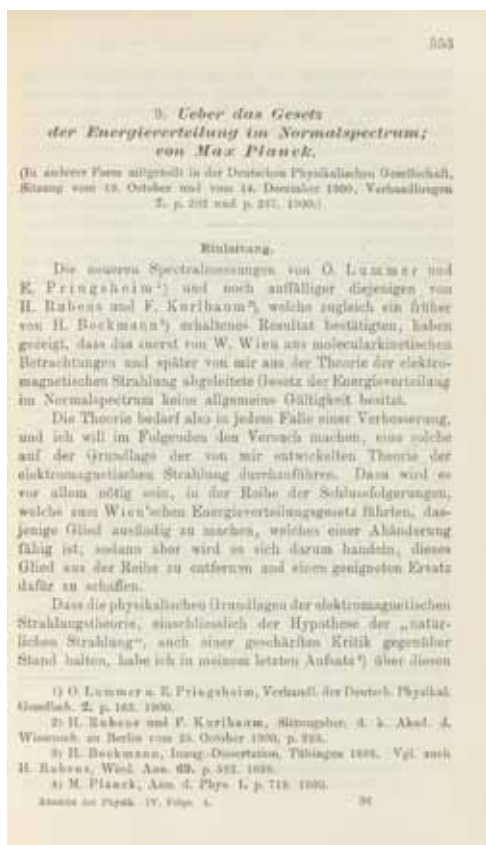 553
9. Ueber das Gesetz
der Energieverteilung im Normalspectrum;
von Max Planck.
(In anderer Form mitgeteilt in der Deutschen Physikalischen Gesellschaft,
Sitzung vom 19. October und vom 14. December 1900, Verhandlungen
2. p. 202 und p. 237. 1900.)
Einleitung.
Die neueren Spectralmessungen von O. Lummer und
E. Pringsheim¹) und noch auffälliger diejenigen von
H. Rubens und F. Kurlbaum²), welche zugleich ein früher
von H. Beckmann³) erhaltenes Resultat bestätigten, haben
gezeigt, dass das zuerst von W. Wien aus molecularkinetischen
Betrachtungen und später von mir aus der Theorie der elektro-
magnetischen Strahlung abgeleitete Gesetz der Energieverteilung
im Normalspectrum keine allgemeine Gültigkeit besitzt.
Die Theorie bedarf also in jedem Falle einer Verbesserung,
und ich will im Folgenden den Versuch machen, eine solche
auf der Grundlage der von mir entwickelten Theorie der
elektromagnetischen Strahlung durchzuführen. Dazu wird es
vor allem nötig sein, in der Reihe der Schlussfolgerungen,
welche zum Wien'schen Energieverteilungsgesetz führten, das-
jenige Glied ausfindig zu machen, welches einer Abänderung
fähig ist; sodann aber wird es sich darum handeln, dieses
Glied aus der Reihe zu entfernen und einen geeigneten Ersatz
dafür zu schaffen.
Dass die physikalischen Grundlagen der elektromagnetischen
Strahlungstheorie, einschliesslich der Hypothese der „natür-
lichen Strahlung“, auch einer geschärften Kritik gegenüber
Stand halten, habe ich in meinem letzten Aufsatz⁴) über diesen
1) O. Lummer u. E. Pringsheim, Verhandl. der Deutsch. Physikal.
Gesellsch. 2. p. 163. 1900.
2) H. Rubens und F. Kurlbaum, Sitzungsber. d. k. Akad. d.
Wissensch. zu Berlin vom 25. October 1900, p. 929.
3) H. Beckmann, Inaug.-Dissertation, Tübingen 1898. Vgl. auch
H. Rubens, Wied. Ann. 69. p. 582. 1899.
4) M. Planck, Ann. d. Phys. 1. p. 719. 1900.
Annalen der Physik. IV. Folge. 4.